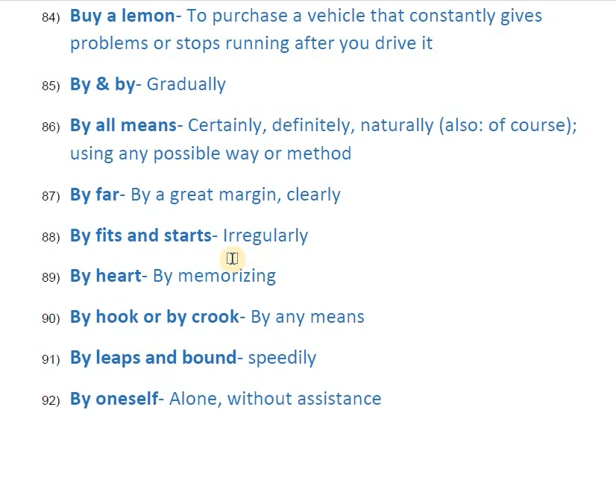 84) Buy a lemon- To purchase a vehicle that constantly gives
problems or stops running after you drive it
85) By & by- Gradually
86) By all means- Certainly, definitely, naturally (also: of course);
using any possible way or method
87) By far- By a great margin, clearly
88) By fits and starts- Irregularly
89) By heart- By memorizing
90) By hook or by crook- By any means
91) By leaps and bound- speedily
92) By oneself- Alone, without assistance